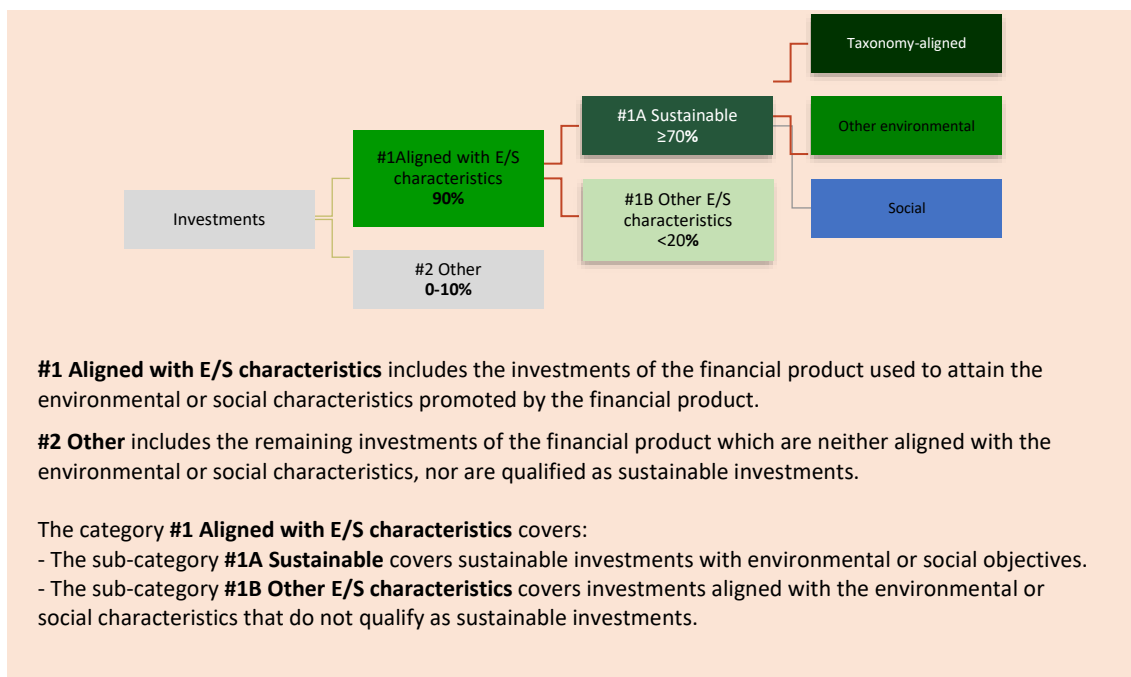 Taxonomy-aligned
#1A Sustainable
≥70%
Other environmental
#1Aligned with E/S
characteristics
90%
#1B Other E/S
characteristics
<20%
Investments
Social
#2 Other
0-10%
#1 Aligned with E/S characteristics includes the investments of the financial product used to attain the
environmental or social characteristics promoted by the financial product.
#2 Other includes the remaining investments of the financial product which are neither aligned with the
environmental or social characteristics, nor are qualified as sustainable investments.
The category #1 Aligned with E/S characteristics covers:
- The sub-category #1A Sustainable covers sustainable investments with environmental or social objectives.
- The sub-category #1B Other E/S characteristics covers investments aligned with the environmental or
social characteristics that do not qualify as sustainable investments.